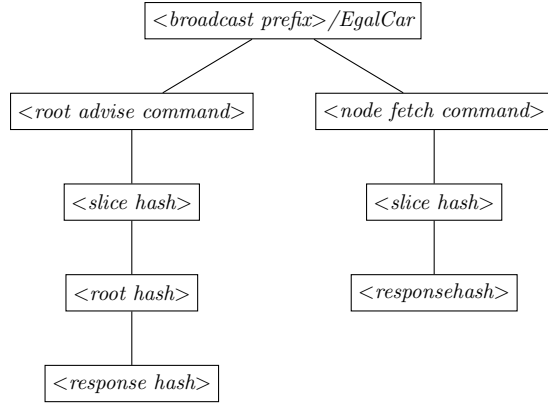 <broadcast prefix>/EgalCar
<root advise command>
<node fetch command>
<slice hash>
<slice hash>
<root hash>
<responsehash>
<response hash>